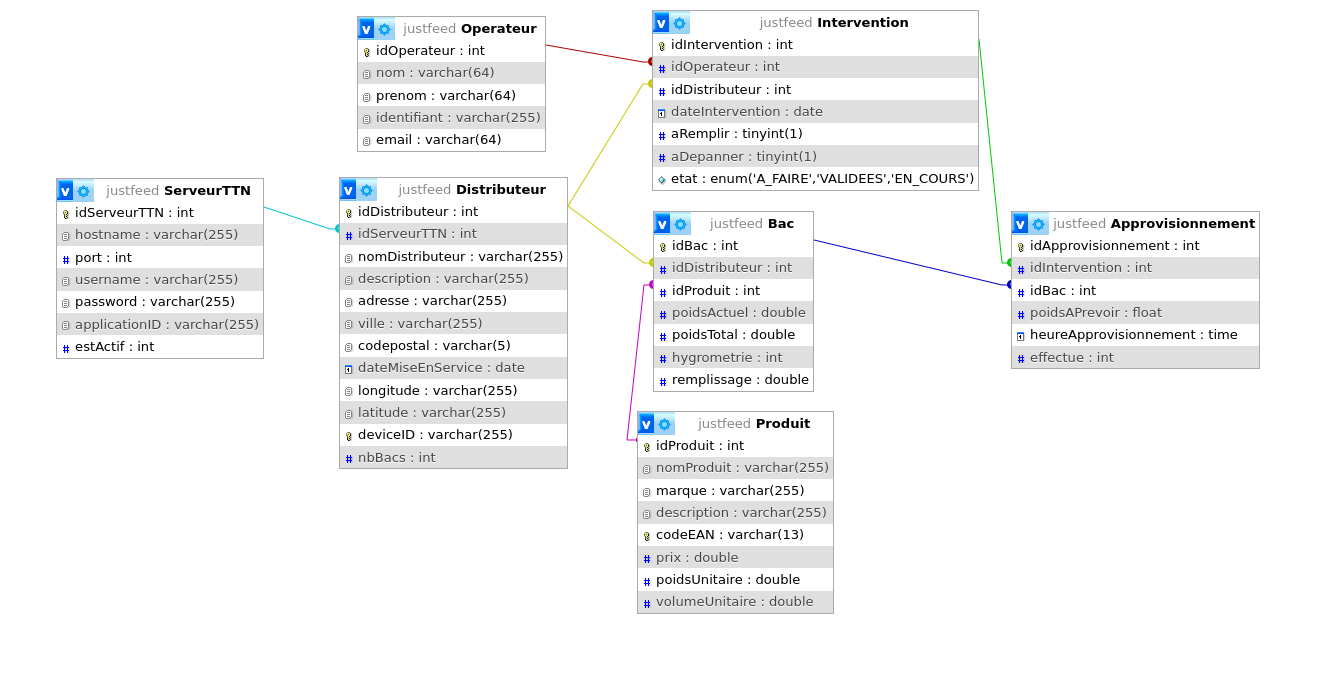 justfeed Operateur
idOperateur : int
nom : varchar(64)
prenom : varchar(64)
identifiant : varchar(255)
email : varchar(64)
justfeed Intervention
idIntervention : int
idOperateur : int
idDistributeur : int
dateIntervention : date
aRemplir : tinyint(1)
aDepanner : tinyint(1)
etat : enum('A_FAIRE','VALIDEES','EN_COURS')
justfeed ServeurTTN
idServeurTTN : int
hostname : varchar(255)
port : int
username : varchar(255)
password : varchar(255)
applicationID : varchar(255)
estActif : int
justfeed Distributeur
idDistributeur : int
idServeurTTN : int
nomDistributeur : varchar(255)
description : varchar(255)
adresse : varchar(255)
ville : varchar(255)
codepostal : varchar(5)
dateMiseEnService : date
longitude : varchar(255)
latitude : varchar(255)
deviceID : varchar(255)
nbBacs : int
justfeed Bac
idBac : int
idDistributeur : int
idProduit : int
poidsActuel : double
poidsTotal : double
hygrometrie : int
remplissage : double
justfeed Approvisionnement
idApprovisionnement : int
idIntervention : int
idBac : int
poidsAPrevoir : float
heureApprovisionnement : time
effectue : int
justfeed Produit
idProduit : int
nomProduit : varchar(255)
marque : varchar(255)
description : varchar(255)
codeEAN : varchar(13)
prix : double
poidsUnitaire : double
volumeUnitaire : double